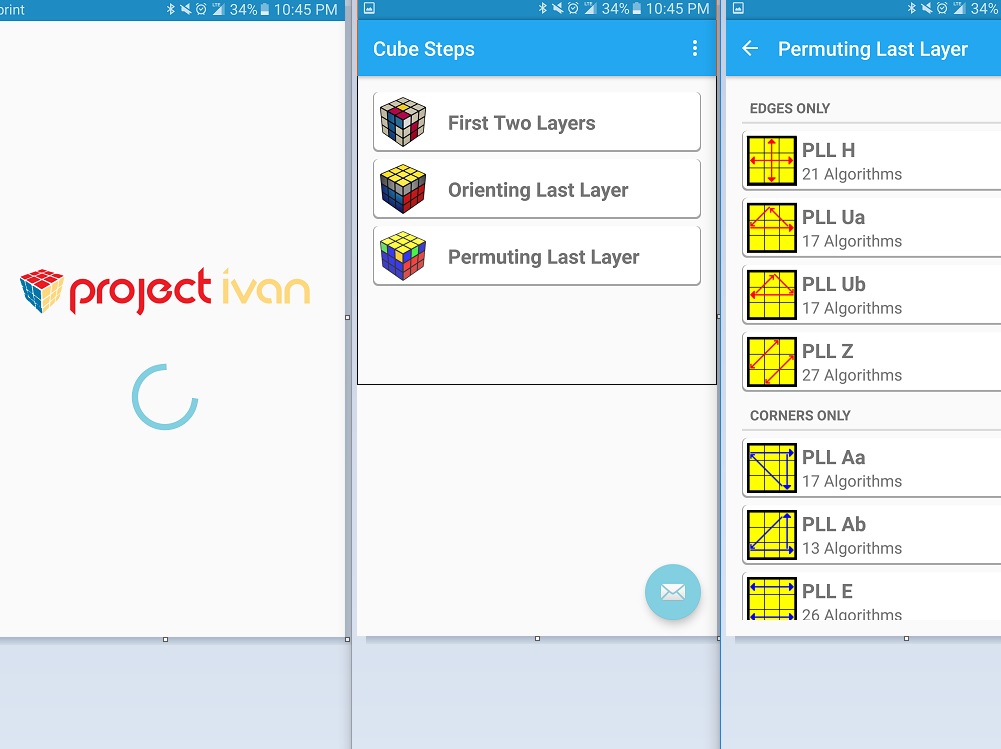 print
34% 10:45 PM
project ivan
34% 10:45 PM
Cube Steps
First Two Layers
Orienting Last Layer
Permuting Last Layer
34%
Permuting Last Layer
EDGES ONLY
PLL H
21 Algorithms
PLL Ua
17 Algorithms
PLL Ub
17 Algorithms
PLL Z
27 Algorithms
CORNERS ONLY
PLL Aa
17 Algorithms
PLL Ab
13 Algorithms
PLL E
26 Algorithms